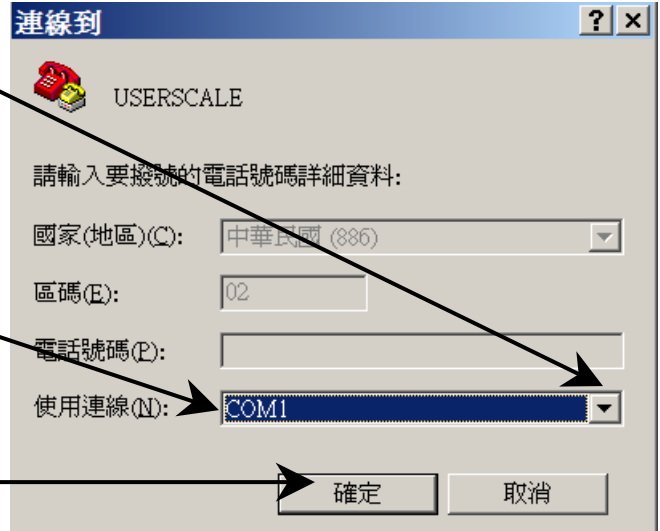 連線到
USERSCALE
請輸入要撥號的電話號碼詳細資料:
國家(地區)(C): 中華民國 (886)
區碼(E): 02
電話號碼(P):
使用連線(N): COM1
確定 取消